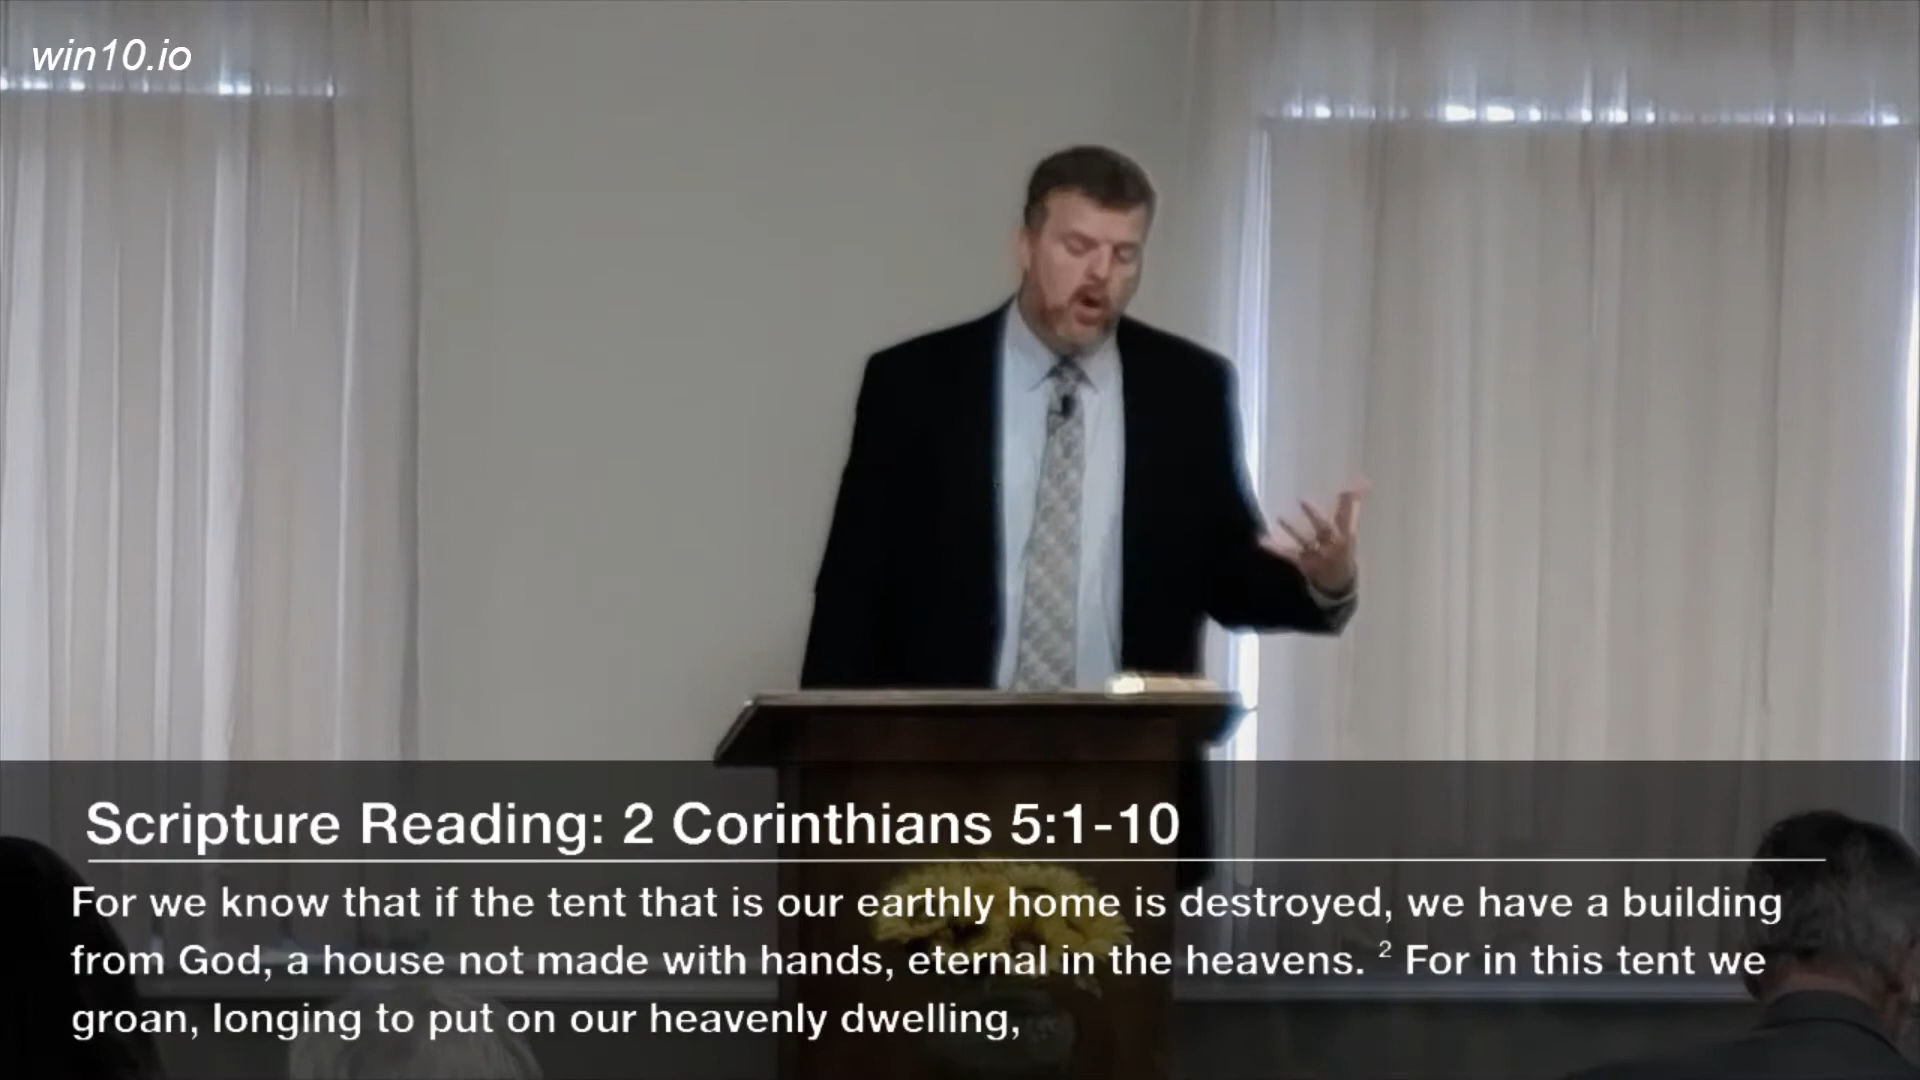 win10.io
Scripture Reading: 2 Corinthians 5:1-10
For we know that if the tent that is our earthly home is destroyed, we have a building
from God, a house not made with hands, eternal in the heavens. ² For in this tent we
groan, longing to put on our heavenly dwelling,